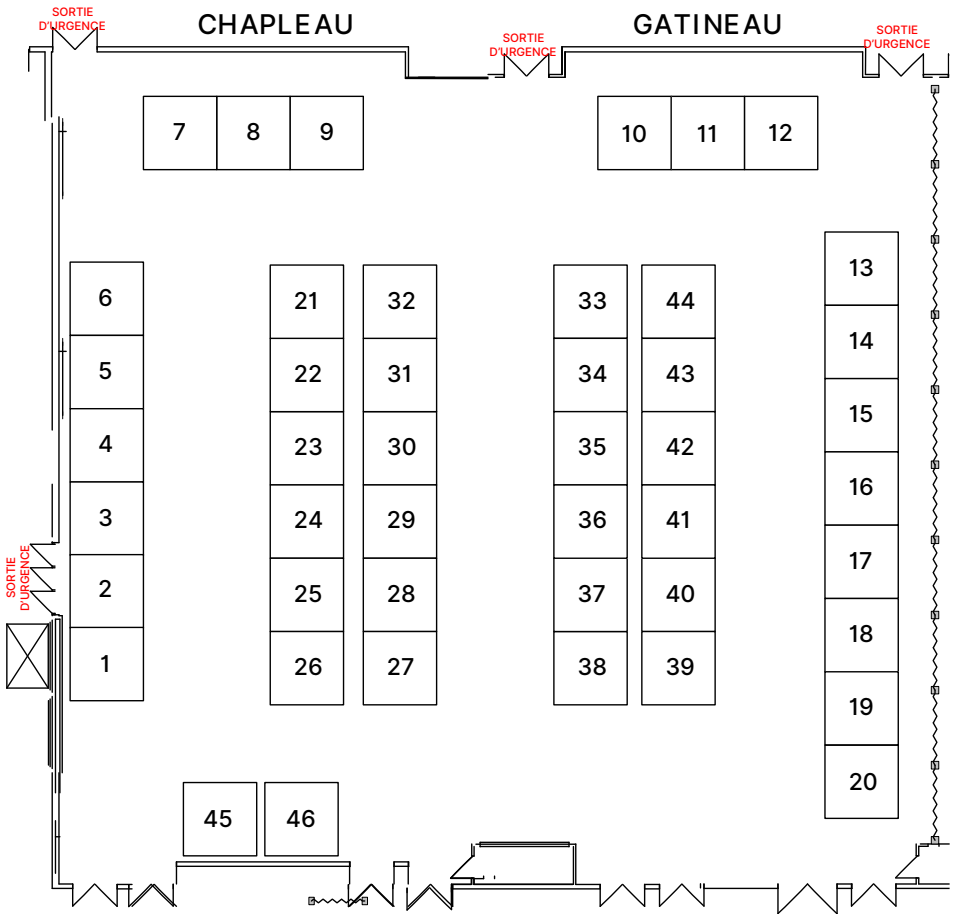 CHAPLEAU
GATINEAU
SORTIE
D'URGENCE
SORTIE
D'URGENCE
SORTIE
D'URGENCE
7 8 9
10 11 12
6
5
4
3
2
1
SORTIE
D'URGENCE
21 32
22 31
23 30
24 29
25 28
26 27
33 44
34 43
35 42
36 41
37 40
38 39
13
14
15
16
17
18
19
20
45 46